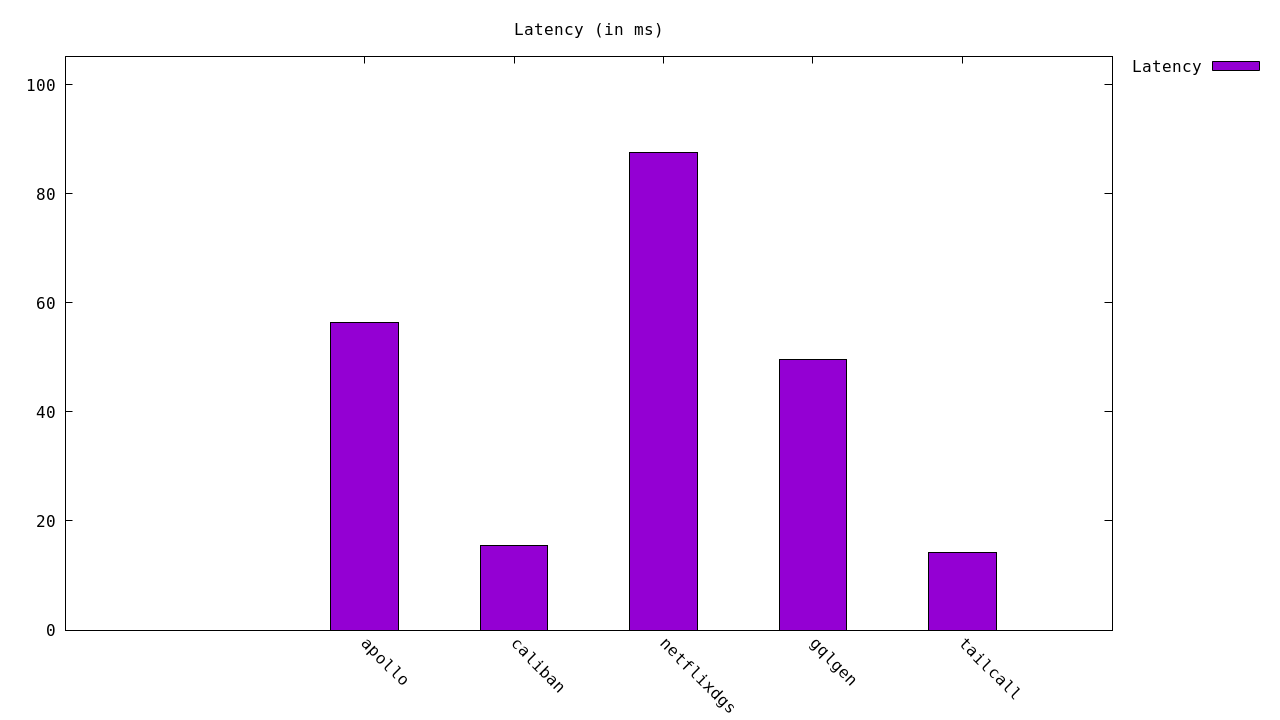 Latency (in ms)
Latency
100
80
60
40
20
0
apollo
caliban
netflixdgs
gqlgen
tailcall